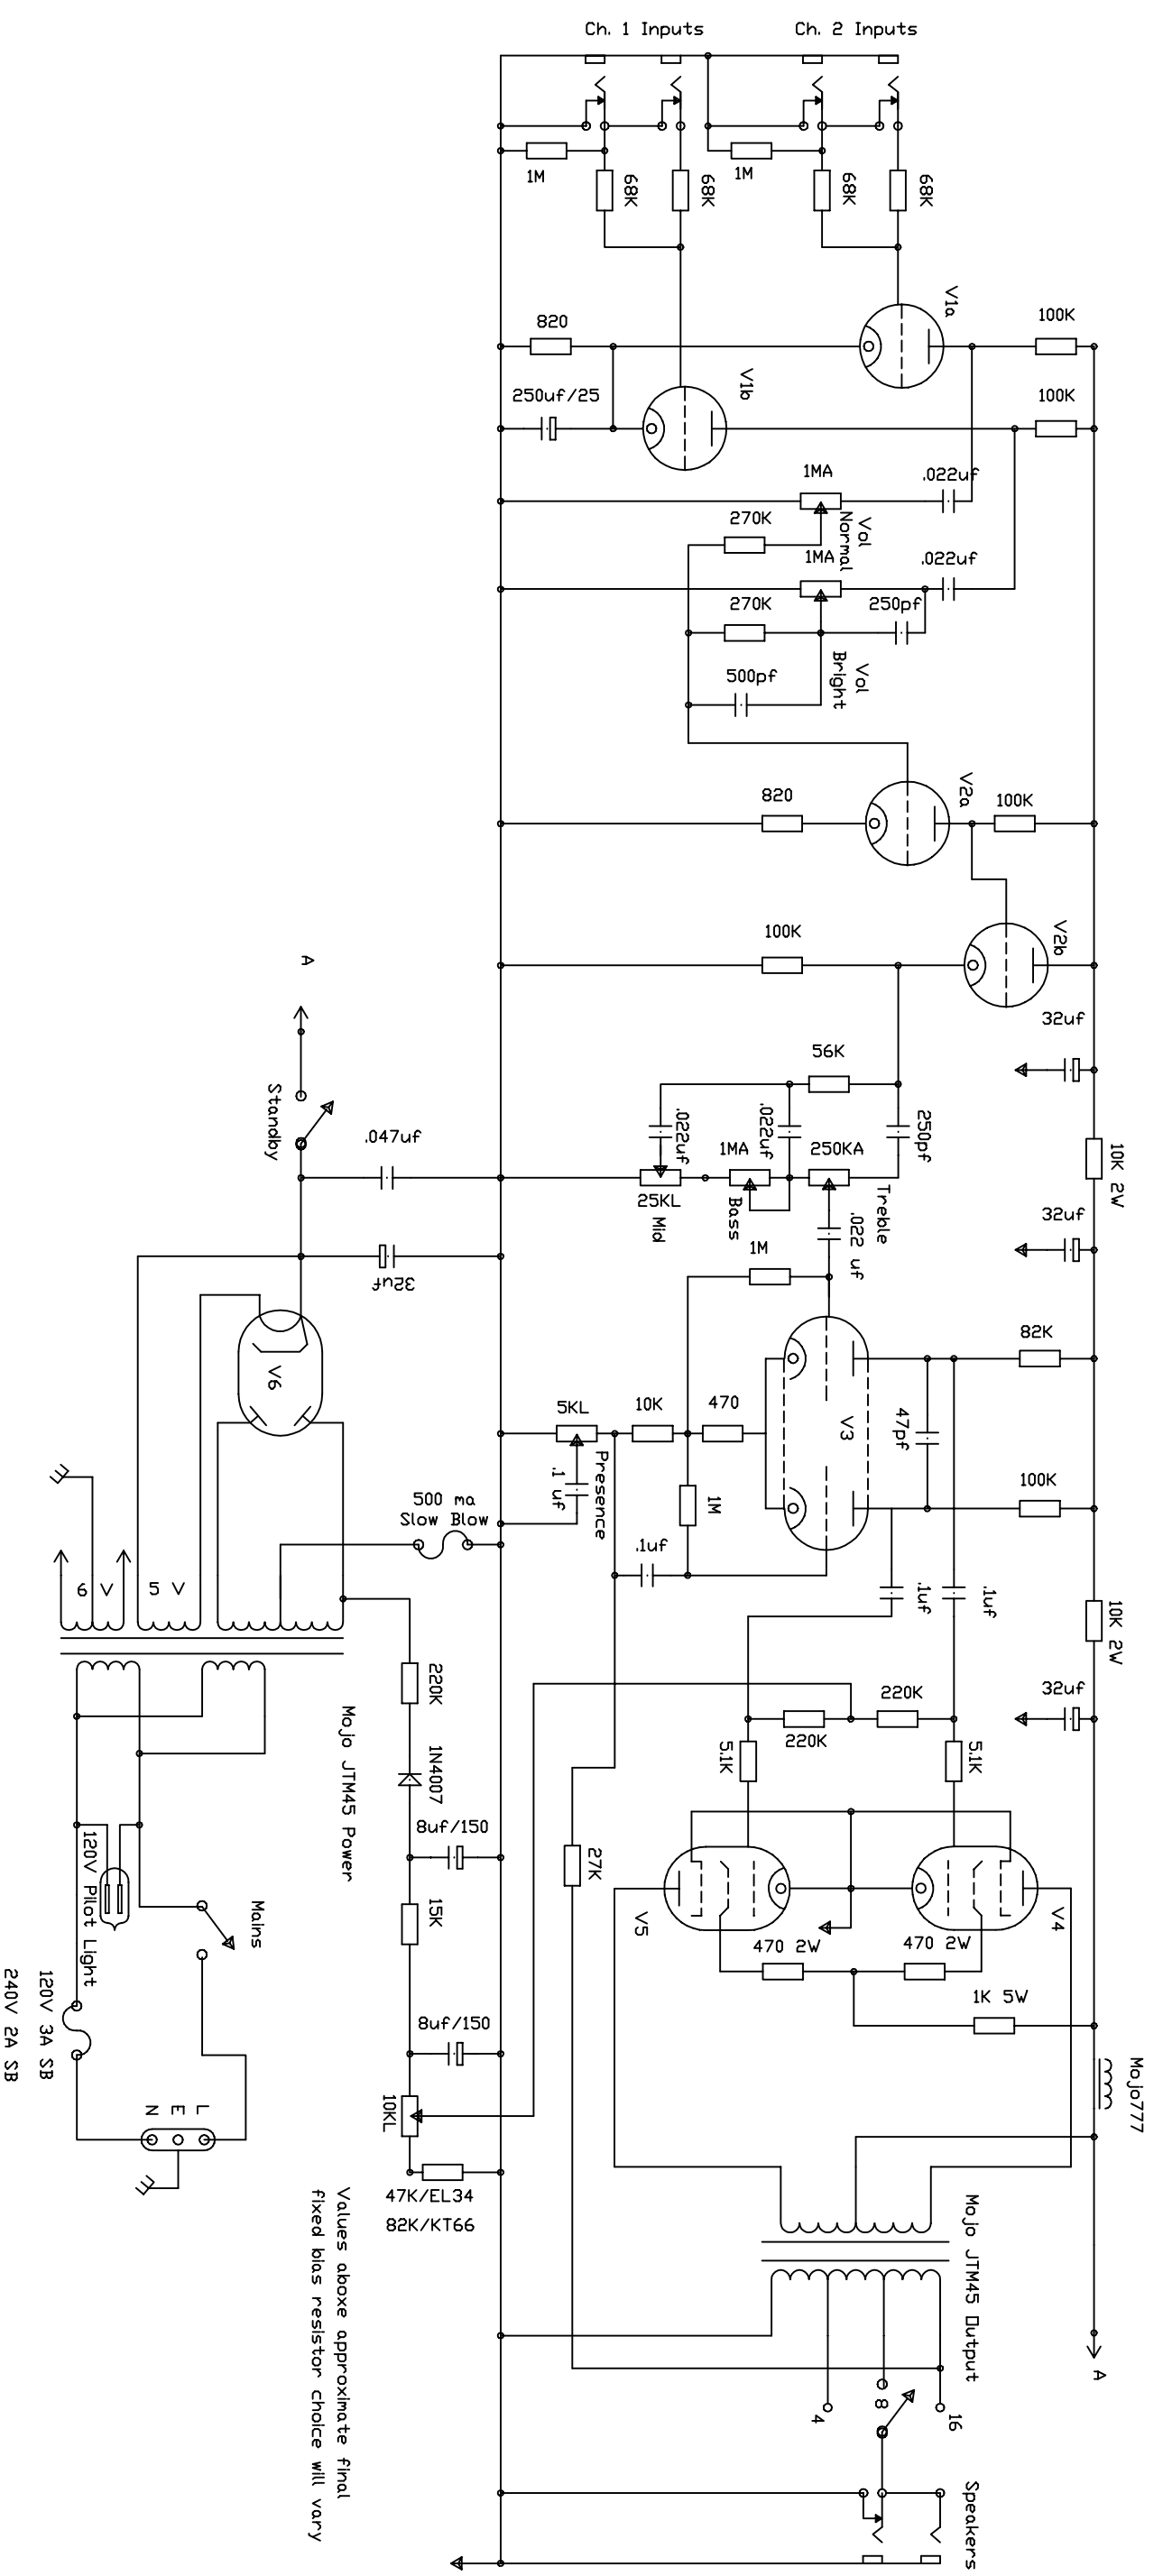 Ch. 1 Inputs
Ch. 2 Inputs
1M
68K
68K
1M
68K
68K
V1a
100K
820
V1b
100K
250uf/25
1MA
.022uf
270K
Vol
Normal
1MA
.022uf
270K
250pf
Vol
Bright
500pf
V2a
820
100K
V2b
100K
A
32uf
56K
Standby
.047uf
.022uf
.022uf
250pf
1MA
250KA
10K 2W
25KL
Mid
Bass
Treble
32uf
.022 uf
1M
32uf
V6
82K
5KL
10K
470
V3
47pf
Presence
.1 uf
1M
100K
500 ma
Slow Blow
.1uf
.1uf
.1uf
6 V
5 V
10K 2W
220K
220K
32uf
220K
Mojo JTM45 Power
1N4007
5.1K
5.1K
8uf/150
27K
120V Pilot Light
Mains
15K
V5
V4
470 2W
470 2W
1K 5W
120V 3A SB
240V 2A SB
8uf/150
Mojo777
N E L
10KL
47K/EL34
82K/KT66
Values aboxe approximate final
fixed bias resistor choice will vary
Mojo JTM45 Output
A
16
8
4
Speakers